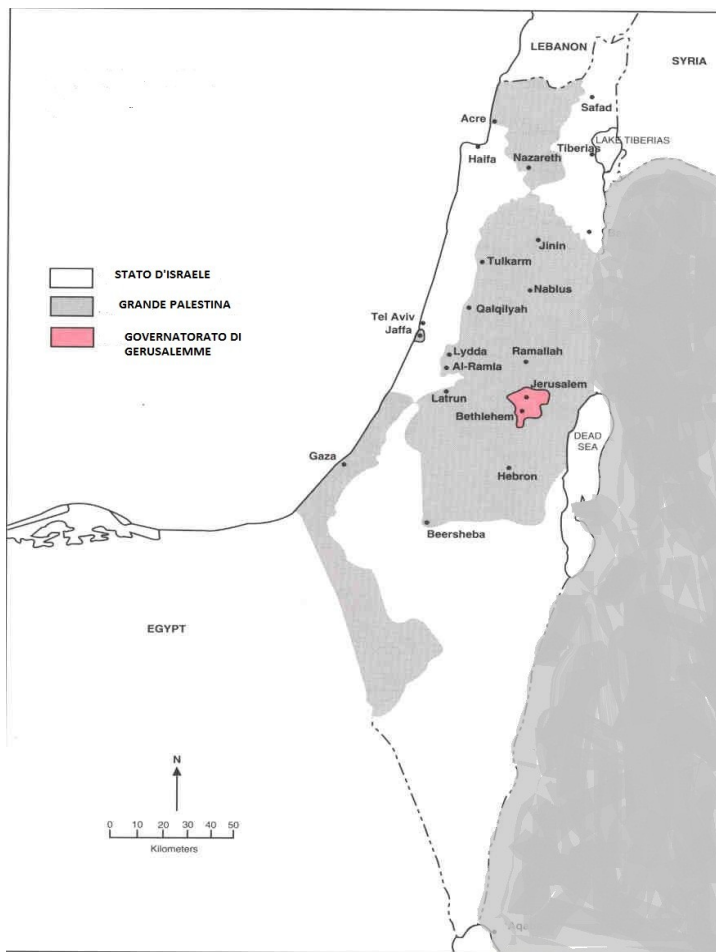 LEBANON
SYRIA
Safad
Acre
LAKE TIBERIAS
Tiberias
Haifa
Nazareth
Jinin
Tulkarm
STATO D'ISRAELE
Nablus
GRANDE PALESTINA
Qalqilyah
Tel Aviv
Jaffa
GOVERNATORATO DI
GERUSALEMME
Lydda
Ramallah
Al-Ramla
Jerusalem
Latrun
Bethlehem
DEAD
SEA
Gaza
Hebron
Beersheba
EGYPT
N
0 10 20 30 40 50
Kilometers